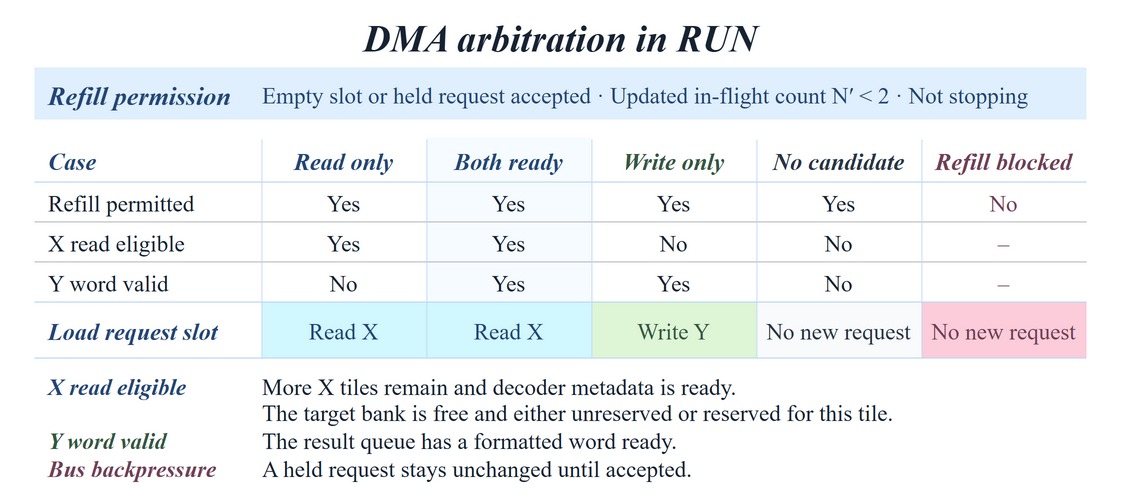 DMA arbitration in RUN
Refill permission Empty slot or held request accepted · Updated in-flight count N′ < 2 · Not stopping
Case Read only Both ready Write only No candidate Refill blocked
Refill permitted Yes Yes Yes Yes No
X read eligible Yes Yes No No –
Y word valid No Yes Yes No –
Load request slot Read X Read X Write Y No new request No new request
X read eligible More X tiles remain and decoder metadata is ready.
The target bank is free and either unreserved or reserved for this tile.
Y word valid The result queue has a formatted word ready.
Bus backpressure A held request stays unchanged until accepted.